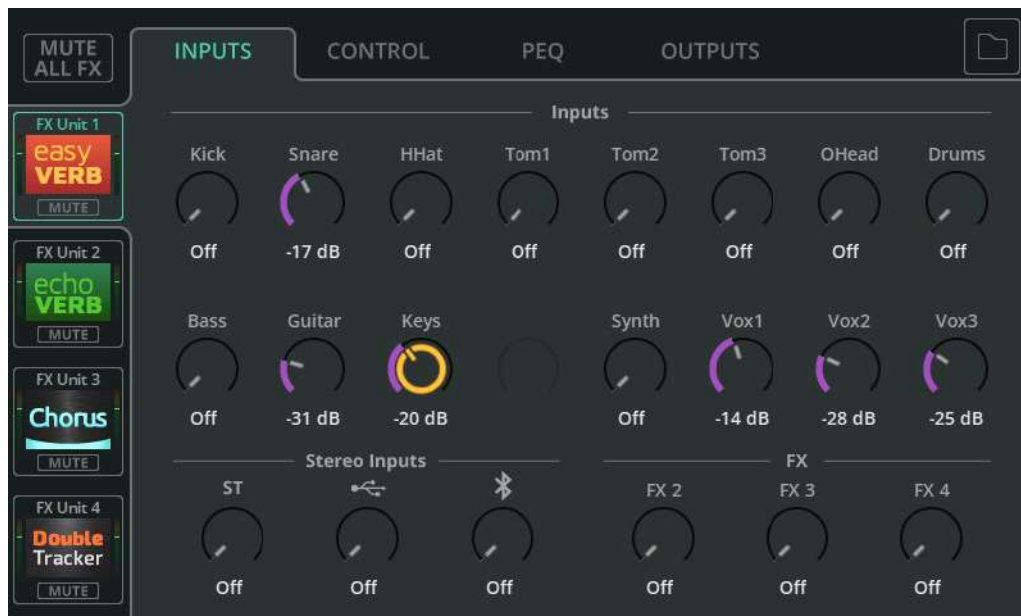 MUTE
ALL FX
INPUTS CONTROL PEQ OUTPUTS
FX Unit 1
easy
VERB
MUTE
FX Unit 2
echo
VERB
MUTE
FX Unit 3
Chorus
MUTE
FX Unit 4
Double
Tracker
MUTE
Inputs
Kick Snare HHat Tom1 Tom2 Tom3 OHead Drums
Off -17 dB Off Off Off Off Off Off
Bass Guitar Keys Synth Vox1 Vox2 Vox3
Off -31 dB -20 dB Off -14 dB -28 dB -25 dB
Stereo Inputs
ST
Off Off Off
FX
FX 2 FX 3 FX 4
Off Off Off